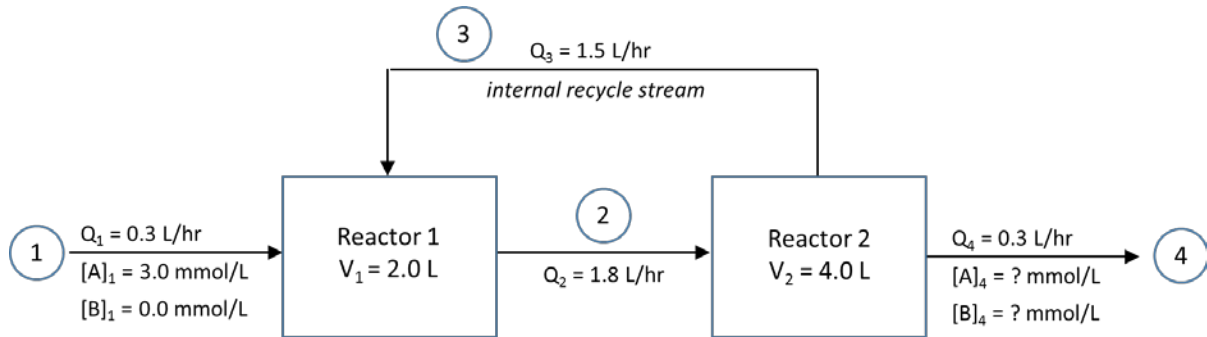 3
Q₃ = 1.5 L/hr
internal recycle stream
1
Q₁ = 0.3 L/hr
[A]₁ = 3.0 mmol/L
[B]₁ = 0.0 mmol/L
Reactor 1
V₁ = 2.0 L
2
Q₂ = 1.8 L/hr
Reactor 2
V₂ = 4.0 L
Q₄ = 0.3 L/hr
[A]₄ = ? mmol/L
[B]₄ = ? mmol/L
4